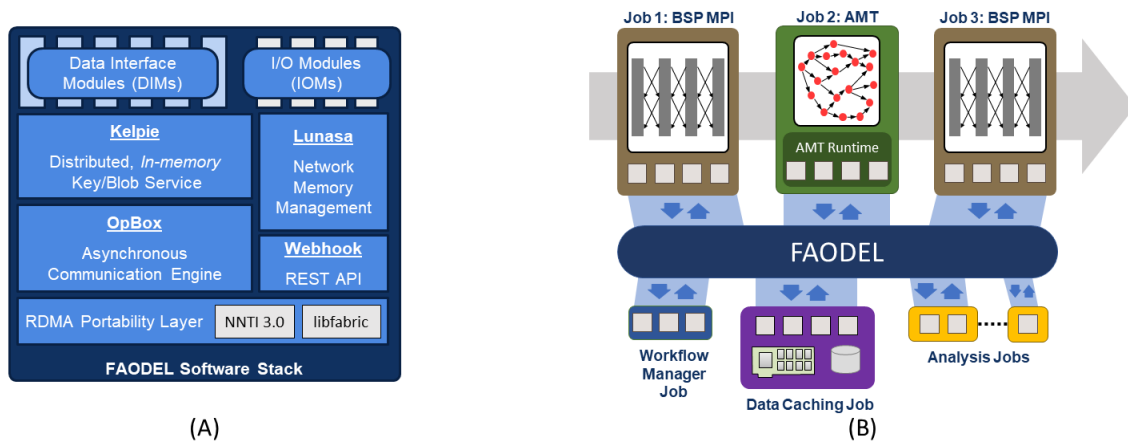 Data Interface
Modules (DIMs)
I/O Modules
(IOMs)
Kelpie
Distributed, In-memory
Key/Blob Service
Lunasa
Network
Memory
Management
OpBox
Asynchronous
Communication Engine
Webhook
REST API
RDMA Portability Layer
NNTI 3.0
libfabric
FAODEL Software Stack
(A)
Job 1: BSP MPI
Job 2: AMT
Job 3: BSP MPI
AMT Runtime
FAODEL
Workflow
Manager
Job
Data Caching Job
Analysis Jobs
(B)